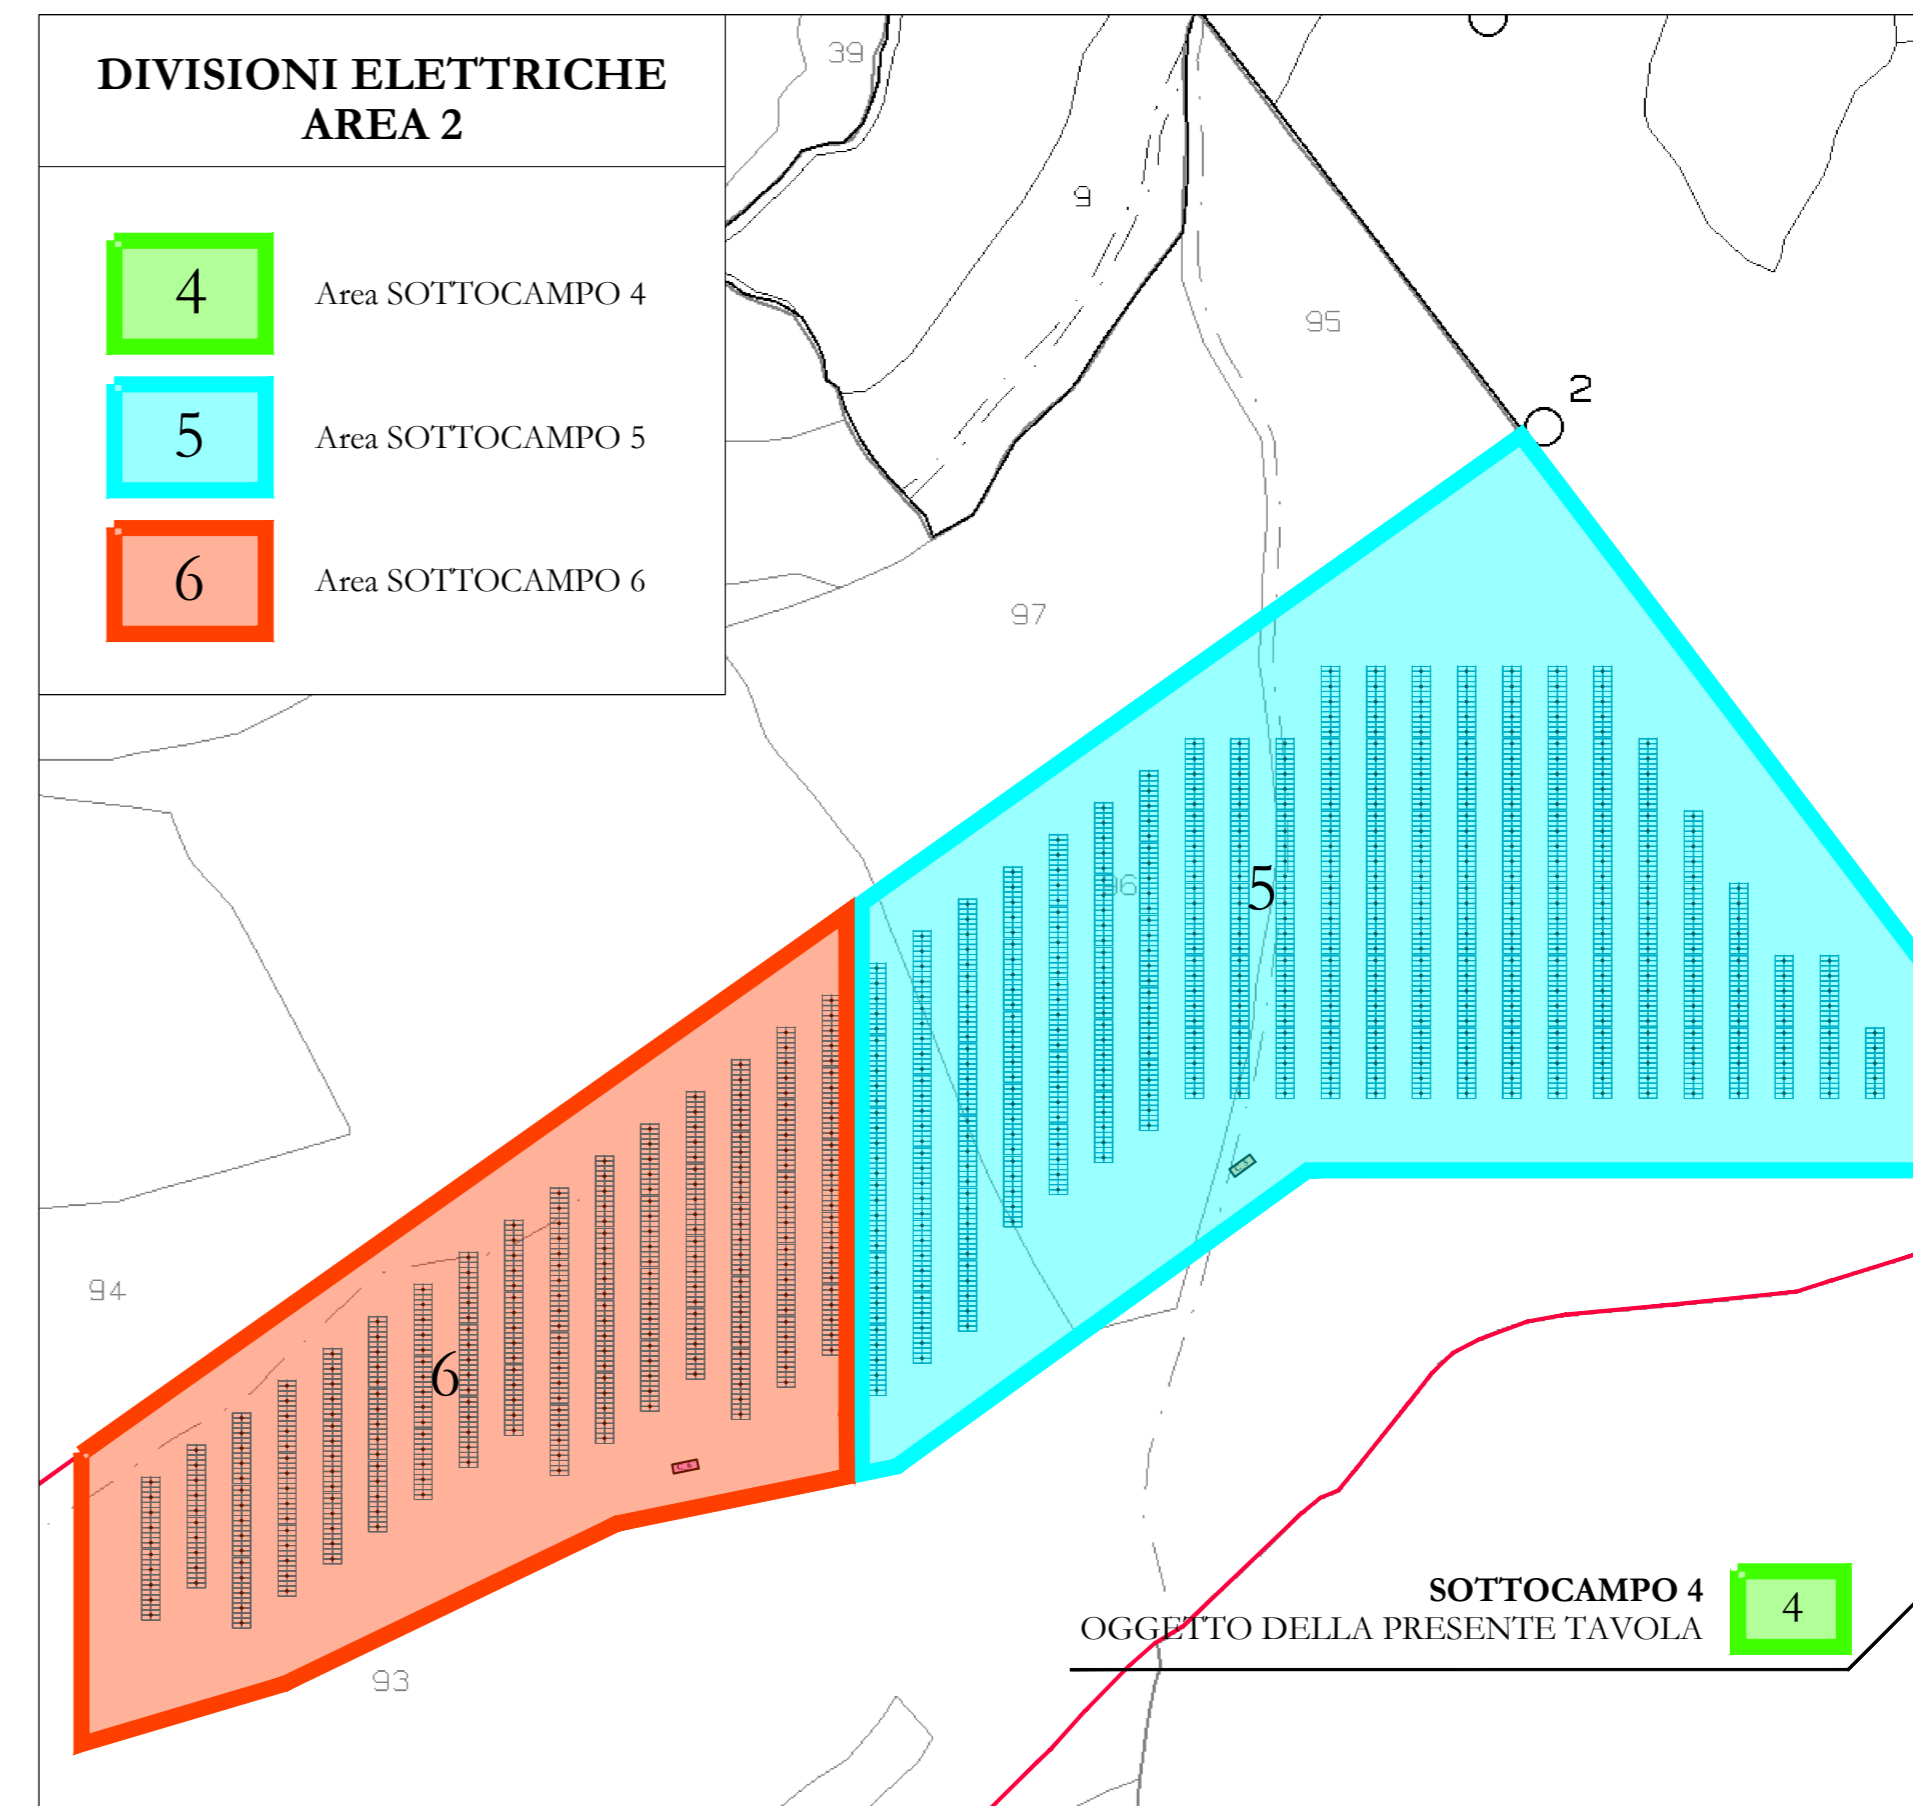 DIVISIONI ELETTRICHE
AREA 2
4 Area SOTTOCAMPO 4
5 Area SOTTOCAMPO 5
6 Area SOTTOCAMPO 6
39
9
95
2
97
5
94
6
93
SOTTOCAMPO 4
OGGETTO DELLA PRESENTE TAVOLA
4